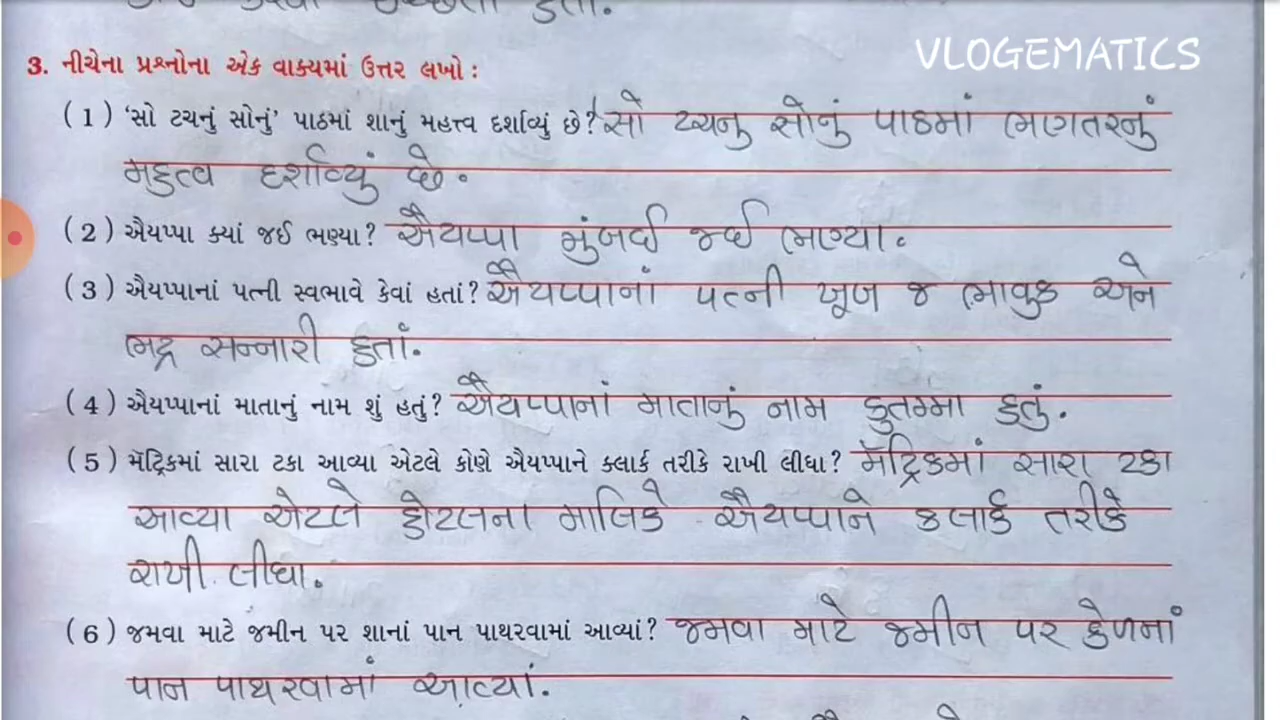 VLOGEMATICS
3. નીચેના પ્રશ્નોના એક વાક્યમાં ઉત્તર લખો :
(1) 'સો ટચનું સોનું' પાઠમાં શાનું મહત્ત્વ દર્શાવ્યું છે? સો ટચનુ સોનું પાઠમાં ભણતરનું
મહત્વ દર્શાવ્યું છે.
(2) ઐયપ્પા ક્યાં જઈ ભણ્યા? ઐયપ્પા મુંબઈ જઈ ભણ્યા.
(3) ઐયપ્પાનાં પત્ની સ્વભાવે કેવાં હતાં? ઐયપ્પાનાં પત્ની ખૂબ જ ભાવુક અને
ભદ્ર સન્નારી હતાં.
(4) ઐયપ્પાનાં માતાનું નામ શું હતું? ઐયપ્પાનાં માતાનું નામ કુતમ્મા હતું.
(5) મૅટ્રિકમાં સારા ટકા આવ્યા એટલે કોણે ઐયપ્પાને ક્લાર્ક તરીકે રાખી લીધા? મૅટ્રિકમાં સારા ટકા
આવ્યા એટલે હોટલના માલિકે ઐયપ્પાને કલાર્ક તરીકે
રાખી લીધા.
(6) જમવા માટે જમીન પર શાનાં પાન પાથરવામાં આવ્યાં? જમવા માટે જમીન પર કેળનાં
પાન પાથરવામાં આવ્યાં.